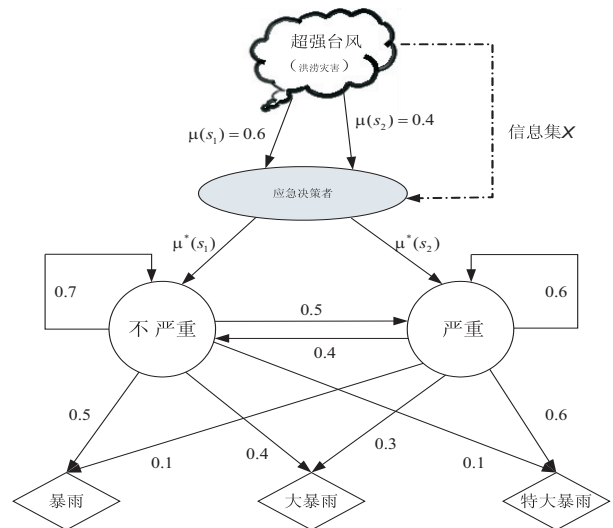 超强台风
（洪涝灾害）
μ(s₁) = 0.6
μ(s₂) = 0.4
信息集X
应急决策者
μ*(s₁)
μ*(s₂)
0.7
0.6
不 严重
0.5
严重
0.4
0.5
0.1
0.4
0.3
0.1
0.6
暴雨
大暴雨
特大暴雨